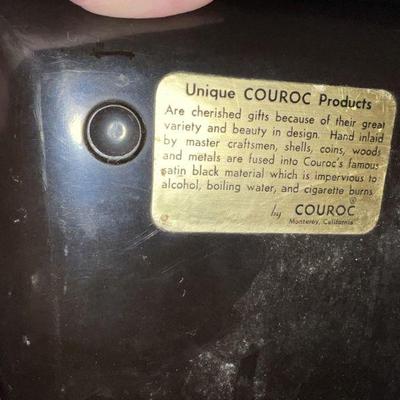 Unique COUROC Products
Are cherished gifts because of their great
variety and beauty in design. Hand inlaid
by master craftsmen, shells, coins, woods
and metals are fused into Couroc's famous
satin black material which is impervious to
alcohol, boiling water, and cigarette burns
by COUROC®
Monterey, California